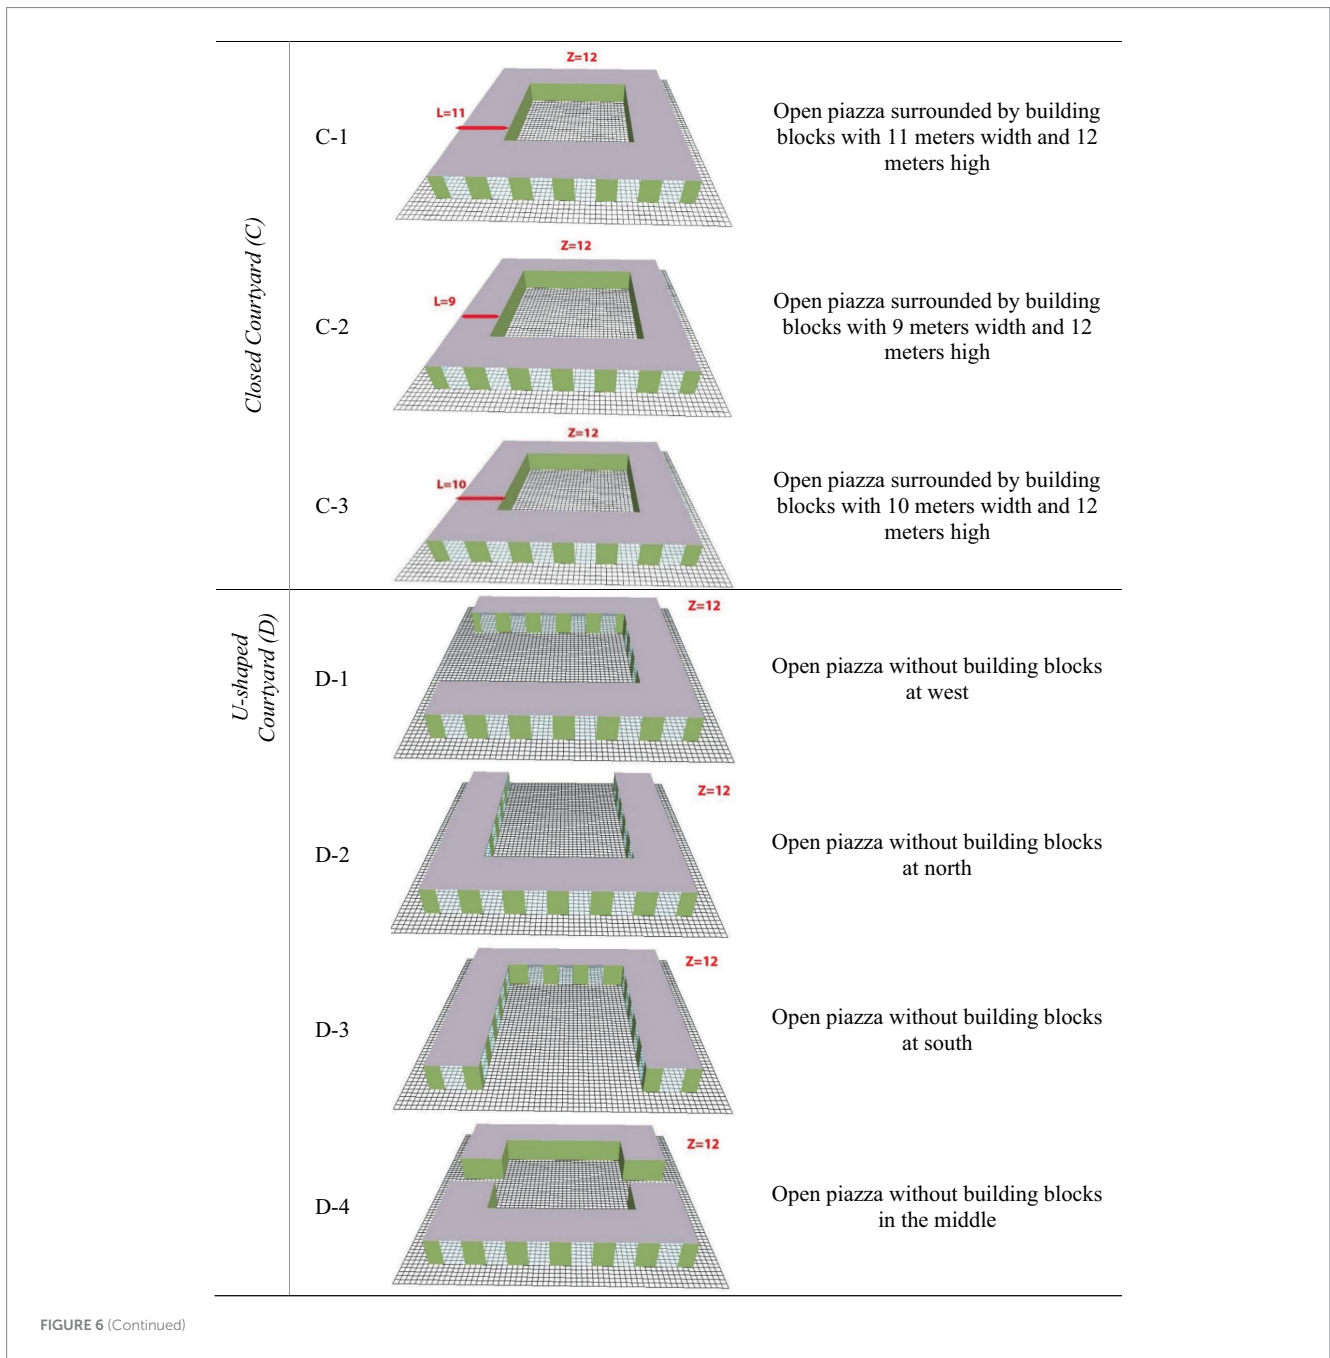 Closed Courtyard (C)
C-1
Z=12
L=11
Open piazza surrounded by building
blocks with 11 meters width and 12
meters high
C-2
Z=12
L=9
Open piazza surrounded by building
blocks with 9 meters width and 12
meters high
C-3
Z=12
L=10
Open piazza surrounded by building
blocks with 10 meters width and 12
meters high
U-shaped
Courtyard (D)
D-1
Z=12
Open piazza without building blocks
at west
D-2
Z=12
Open piazza without building blocks
at north
D-3
Z=12
Open piazza without building blocks
at south
D-4
Z=12
Open piazza without building blocks
in the middle
FIGURE 6 (Continued)